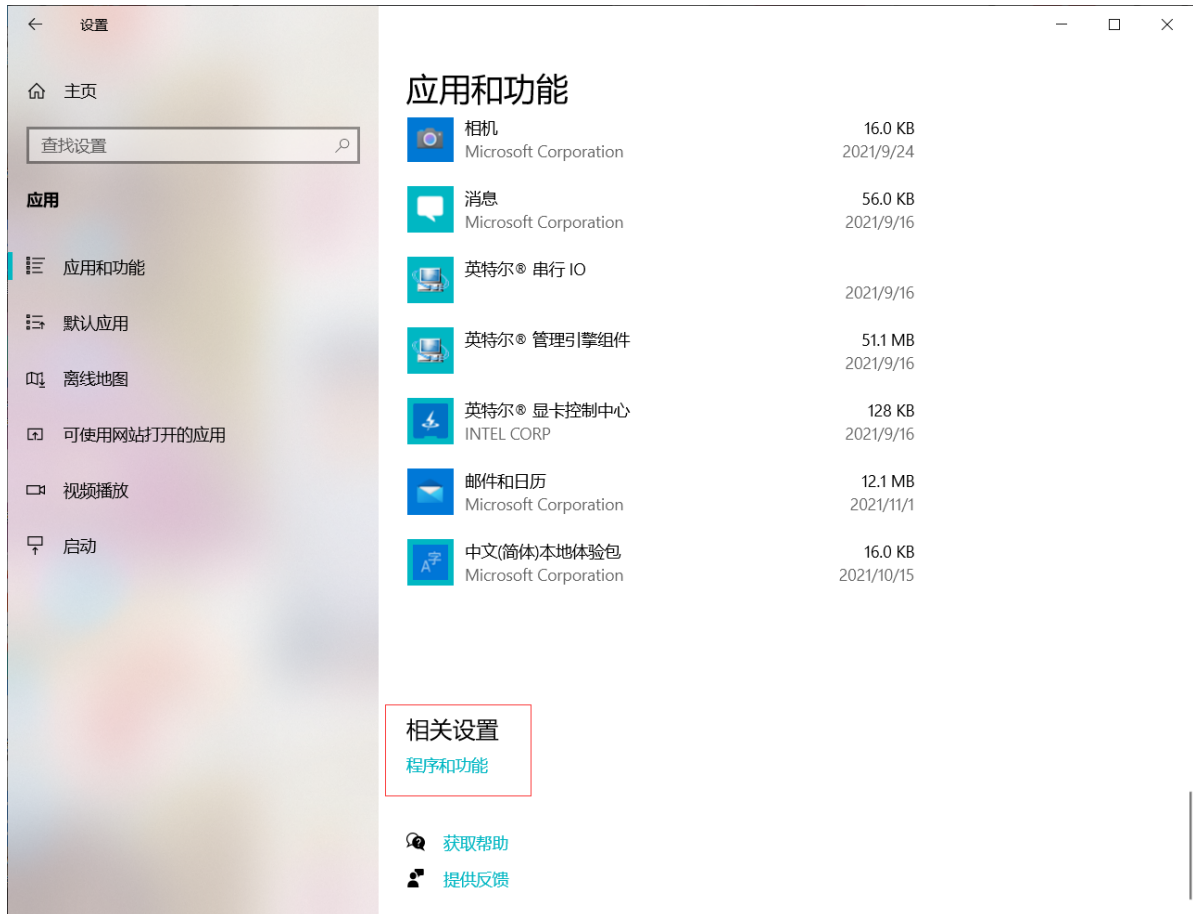 设置
主页
查找设置
应用
应用和功能
默认应用
离线地图
可使用网站打开的应用
视频播放
启动
应用和功能
相机 16.0 KB
Microsoft Corporation 2021/9/24
消息 56.0 KB
Microsoft Corporation 2021/9/16
英特尔® 串行 IO
2021/9/16
英特尔® 管理引擎组件 51.1 MB
2021/9/16
英特尔® 显卡控制中心 128 KB
INTEL CORP 2021/9/16
邮件和日历 12.1 MB
Microsoft Corporation 2021/11/1
中文(简体)本地体验包 16.0 KB
Microsoft Corporation 2021/10/15
相关设置
程序和功能
获取帮助
提供反馈